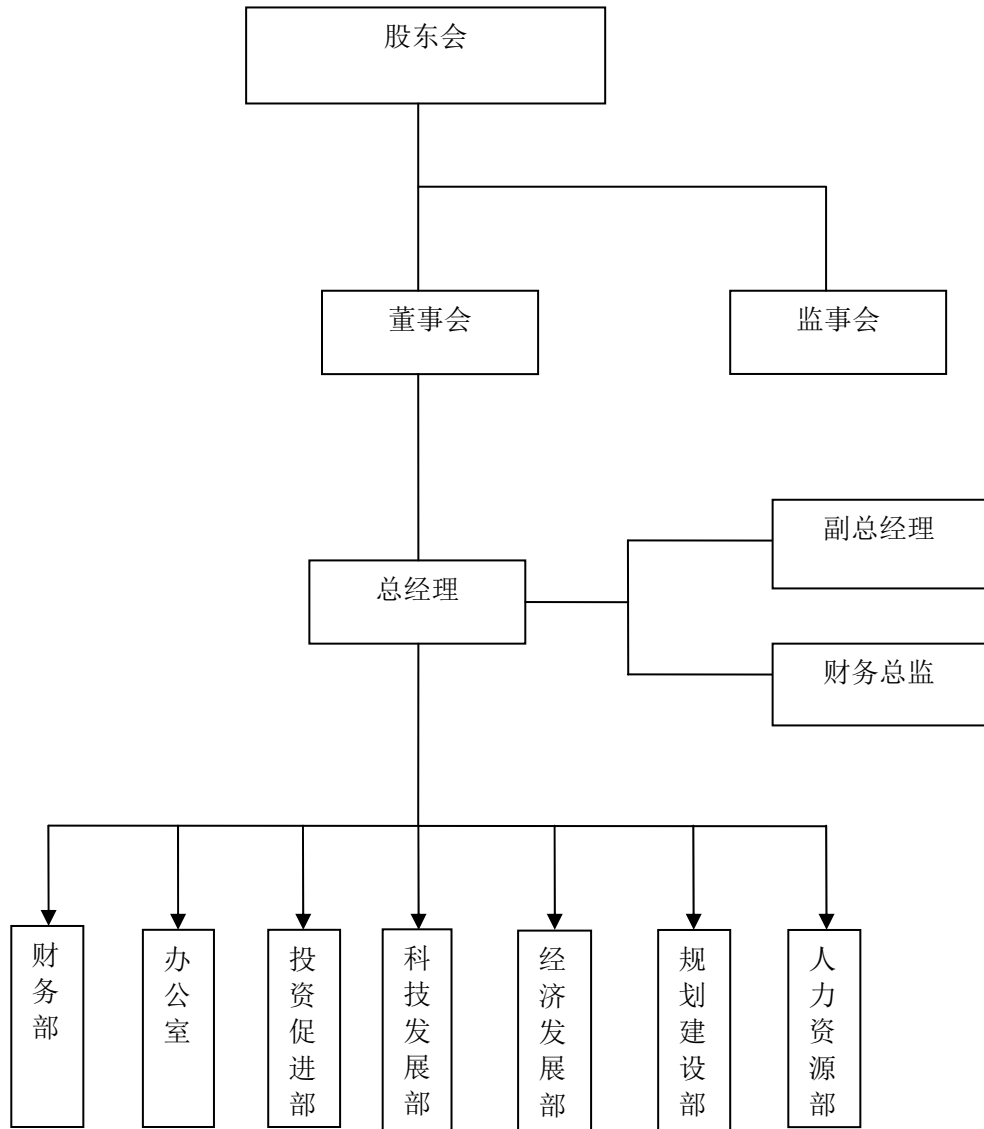 股东会
董事会
监事会
副总经理
总经理
财务总监
财务部
办公室
投资促进部
科技发展部
经济发展部
规划建设部
人力资源部